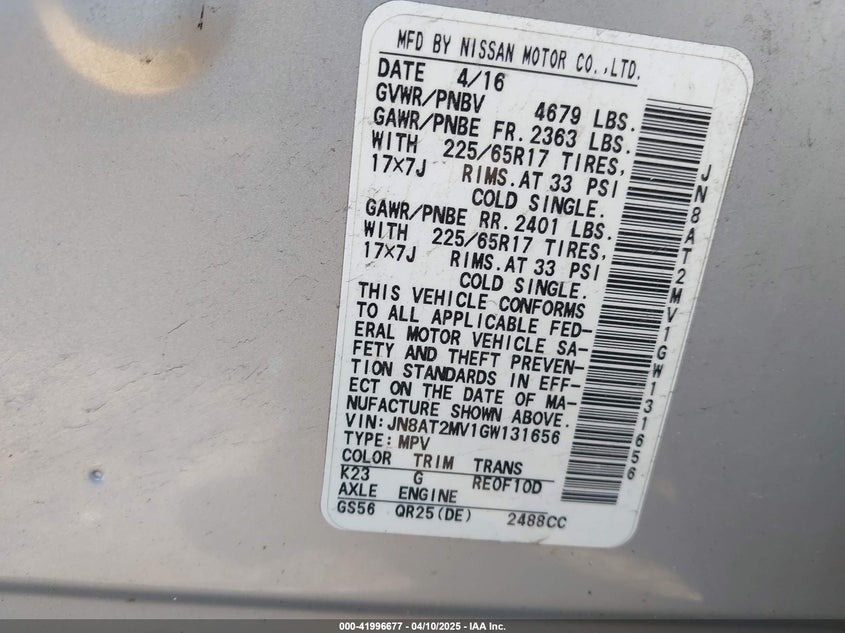 MFD BY NISSAN MOTOR CO.,LTD.
DATE 4/16
GVWR/PNBV 4679 LBS.
GAWR/PNBE FR. 2363 LBS.
WITH 225/65R17 TIRES,
17×7J RIMS.AT 33 PSI
COLD SINGLE.
GAWR/PNBE RR. 2401 LBS.
WITH 225/65R17 TIRES,
17×7J RIMS.AT 33 PSI
COLD SINGLE.
THIS VEHICLE CONFORMS
TO ALL APPLICABLE FED-
ERAL MOTOR VEHICLE SA-
FETY AND THEFT PREVEN-
TION STANDARDS IN EFF-
ECT ON THE DATE OF MA-
NUFACTURE SHOWN ABOVE.
VIN:JN8AT2MV1GW131656
TYPE:MPV
COLOR TRIM TRANS
K23 G RE0F10D
AXLE ENGINE
GS56 QR25(DE) 2488CC
JN8AT2MV1GW131656
000-41996677 - 04/10/2025 - IAA Inc.